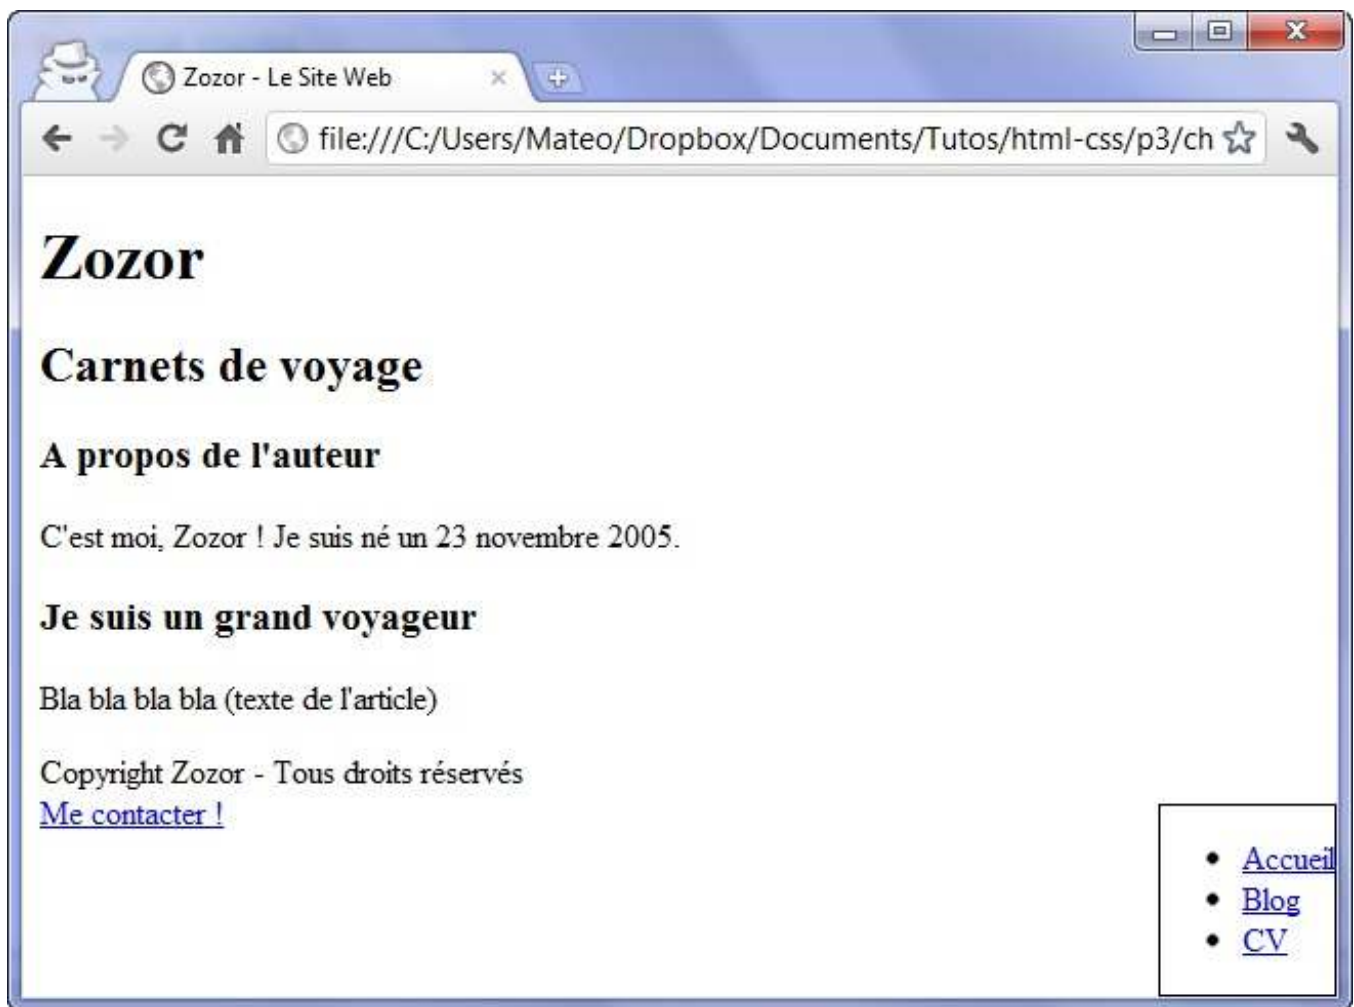 Zozor - Le Site Web
file:///C:/Users/Mateo/Dropbox/Documents/Tutos/html-css/p3/ch
Zozor
Carnets de voyage
A propos de l'auteur
C'est moi, Zozor ! Je suis né un 23 novembre 2005.
Je suis un grand voyageur
Bla bla bla bla (texte de l'article)
Copyright Zozor - Tous droits réservés
Me contacter !
Accueil
Blog
CV